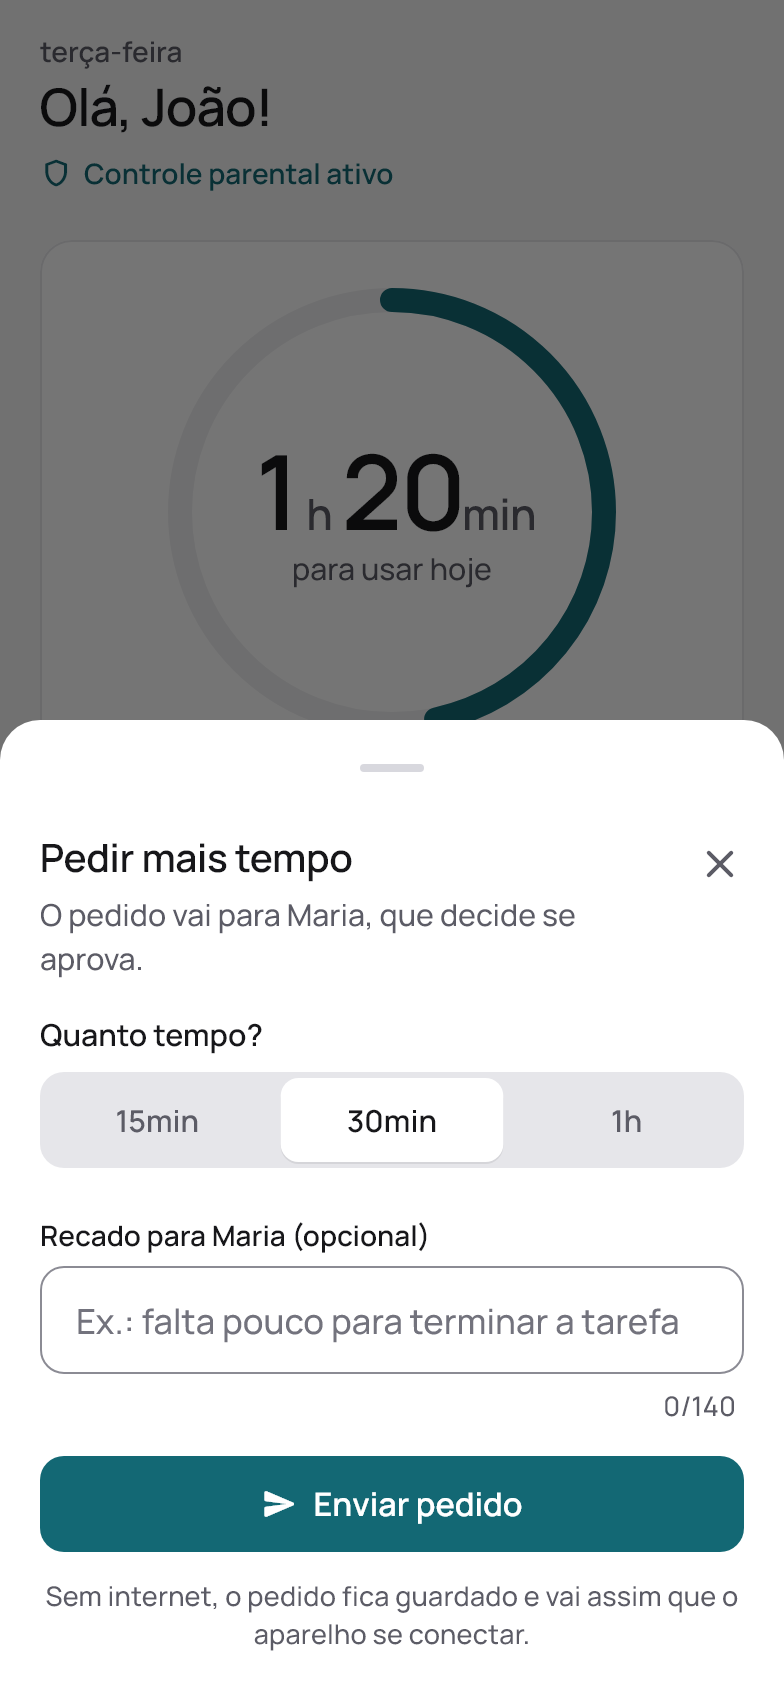 terça-feira
Olá, João!
Controle parental ativo
1 h 20min
para usar hoje
Pedir mais tempo
O pedido vai para Maria, que decide se
aprova.
Quanto tempo?
15min 30min 1h
Recado para Maria (opcional)
Ex.: falta pouco para terminar a tarefa
0/140
Enviar pedido
Sem internet, o pedido fica guardado e vai assim que o
aparelho se conectar.